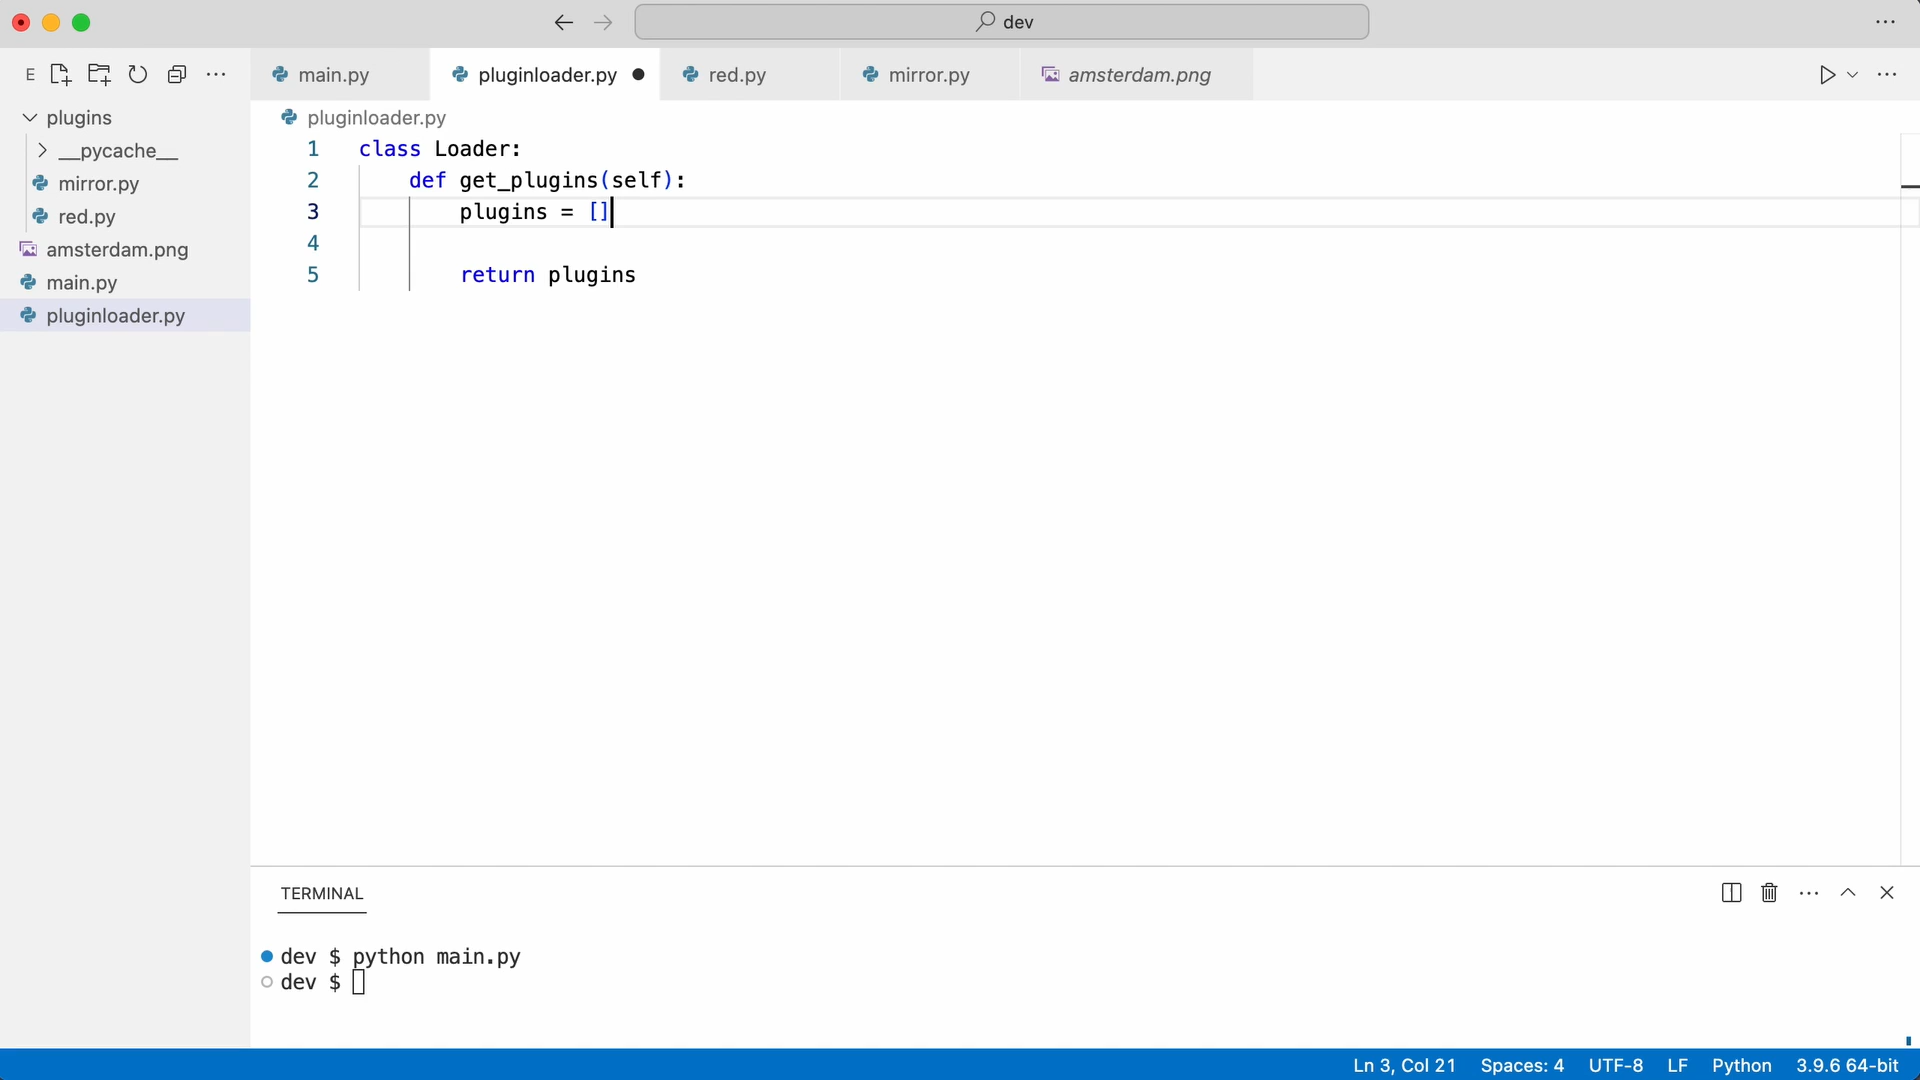 dev
E
main.py
pluginloader.py
red.py
mirror.py
amsterdam.png
plugins
__pycache__
mirror.py
red.py
amsterdam.png
main.py
pluginloader.py
pluginloader.py
1 class Loader:
2 def get_plugins(self):
3 plugins = []
4
5 return plugins
TERMINAL
dev $ python main.py
dev $
Ln 3, Col 21 Spaces: 4 UTF-8 LF Python 3.9.6 64-bit